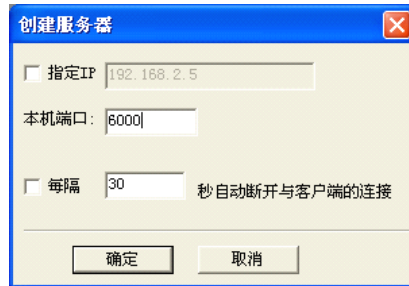 创建服务器
指定IP 192.168.2.5
本机端口: 6000
每隔 30 秒自动断开与客户端的连接
确定 取消